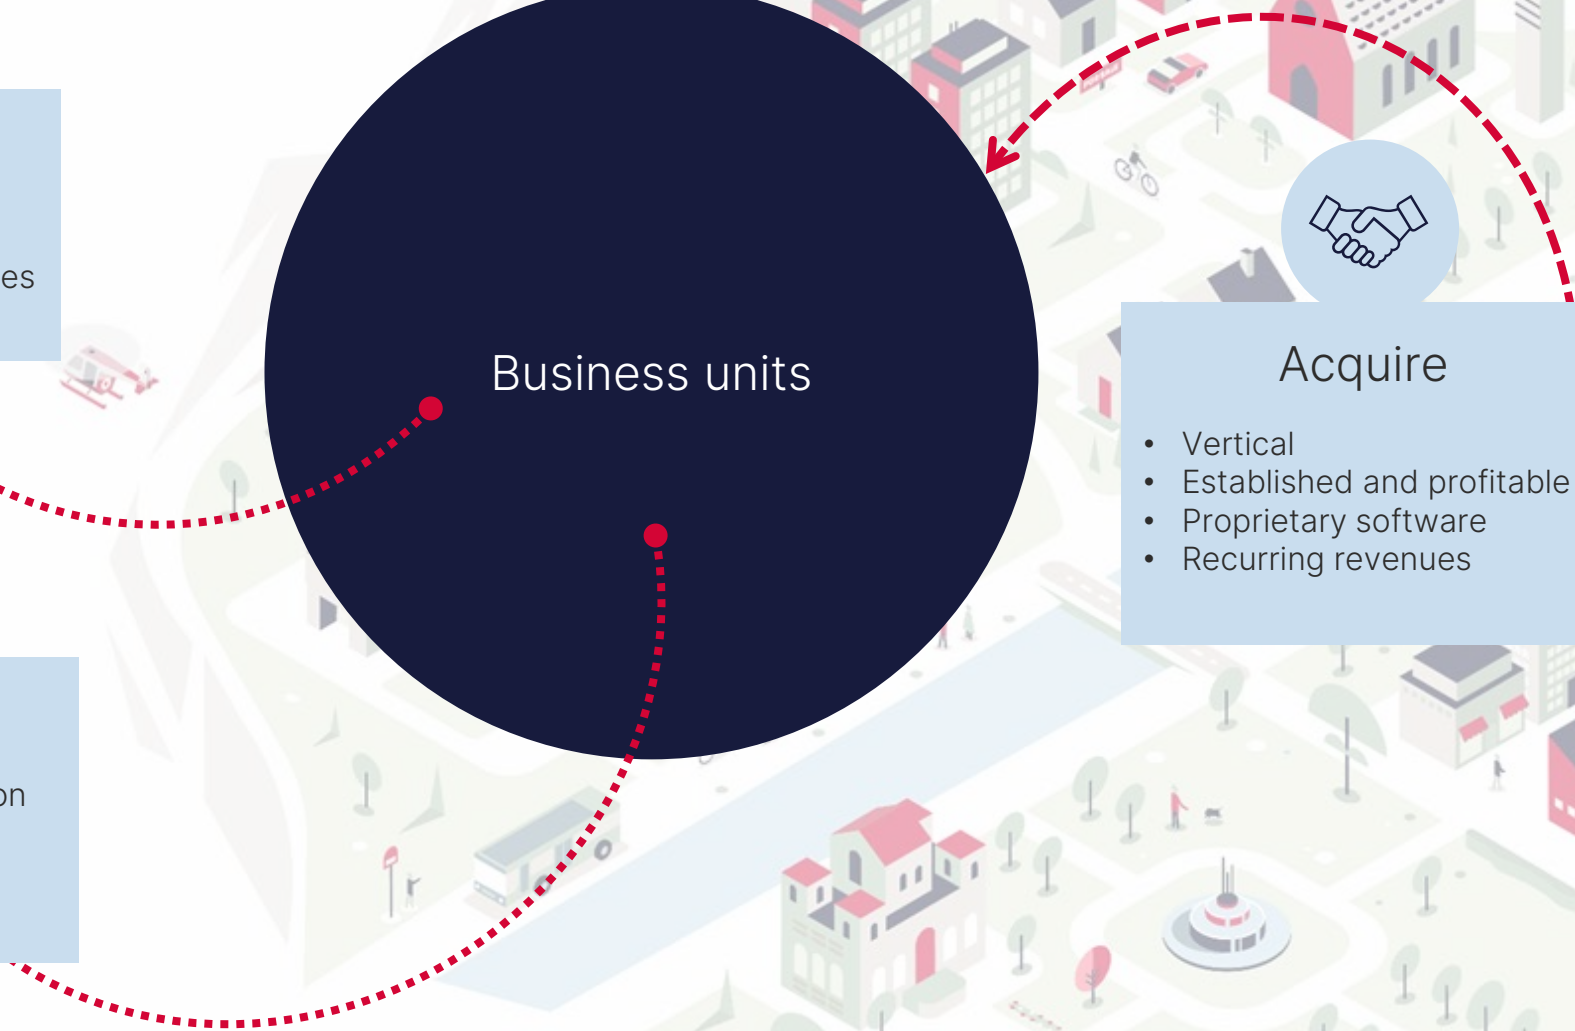 es
on
Business units
Acquire
• Vertical
• Established and profitable
• Proprietary software
• Recurring revenues